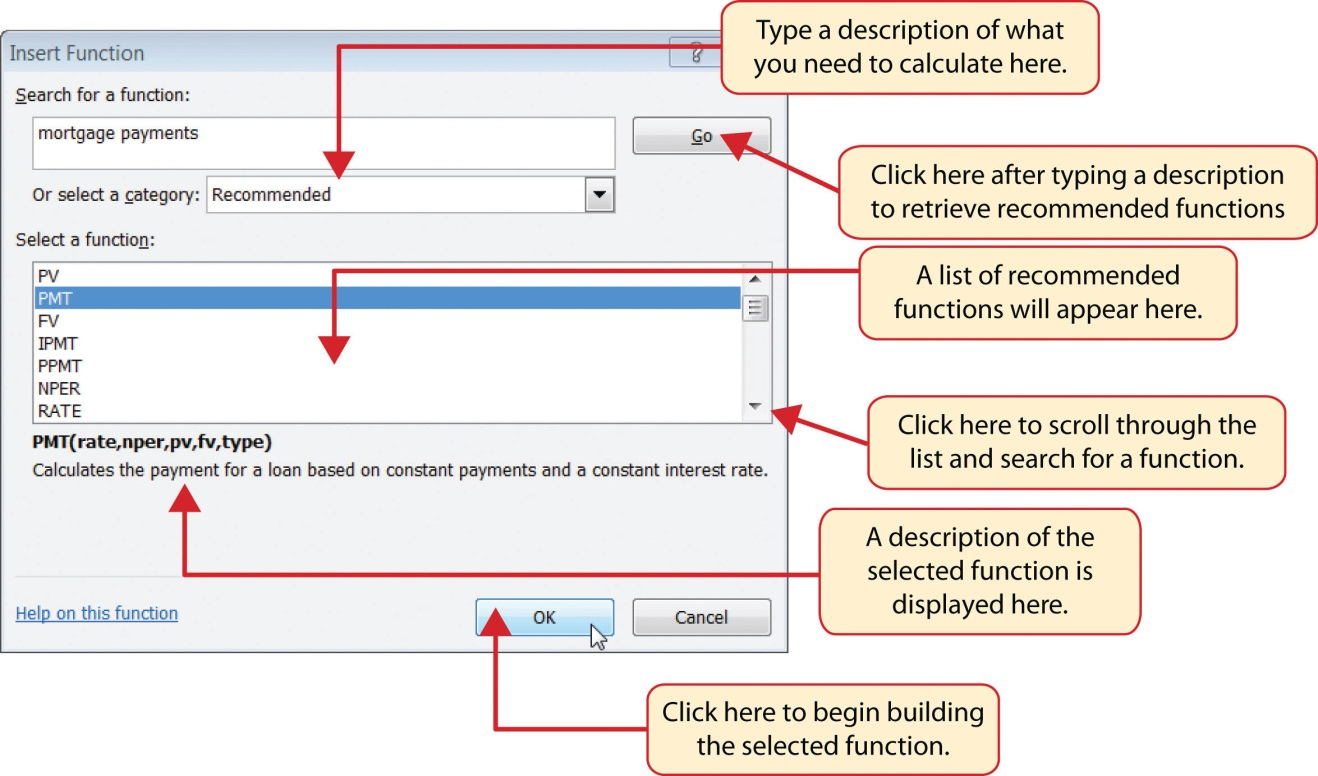 Type a description of what
you need to calculate here.
Insert Function
Search for a function:
mortgage payments
Go
Click here after typing a description
to retrieve recommended functions
Or select a category: Recommended
Select a function:
PV
PMT
FV
IPMT
PPMT
NPER
RATE
A list of recommended
functions will appear here.
Click here to scroll through the
list and search for a function.
PMT(rate,nper,pv,fv,type)
Calculates the payment for a loan based on constant payments and a constant interest rate.
A description of the
selected function is
displayed here.
Help on this function
OK
Cancel
Click here to begin building
the selected function.